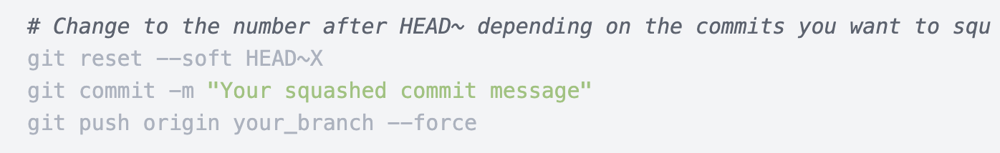 # Change to the number after HEAD~ depending on the commits you want to squ
git reset --soft HEAD~X
git commit -m "Your squashed commit message"
git push origin your_branch --force